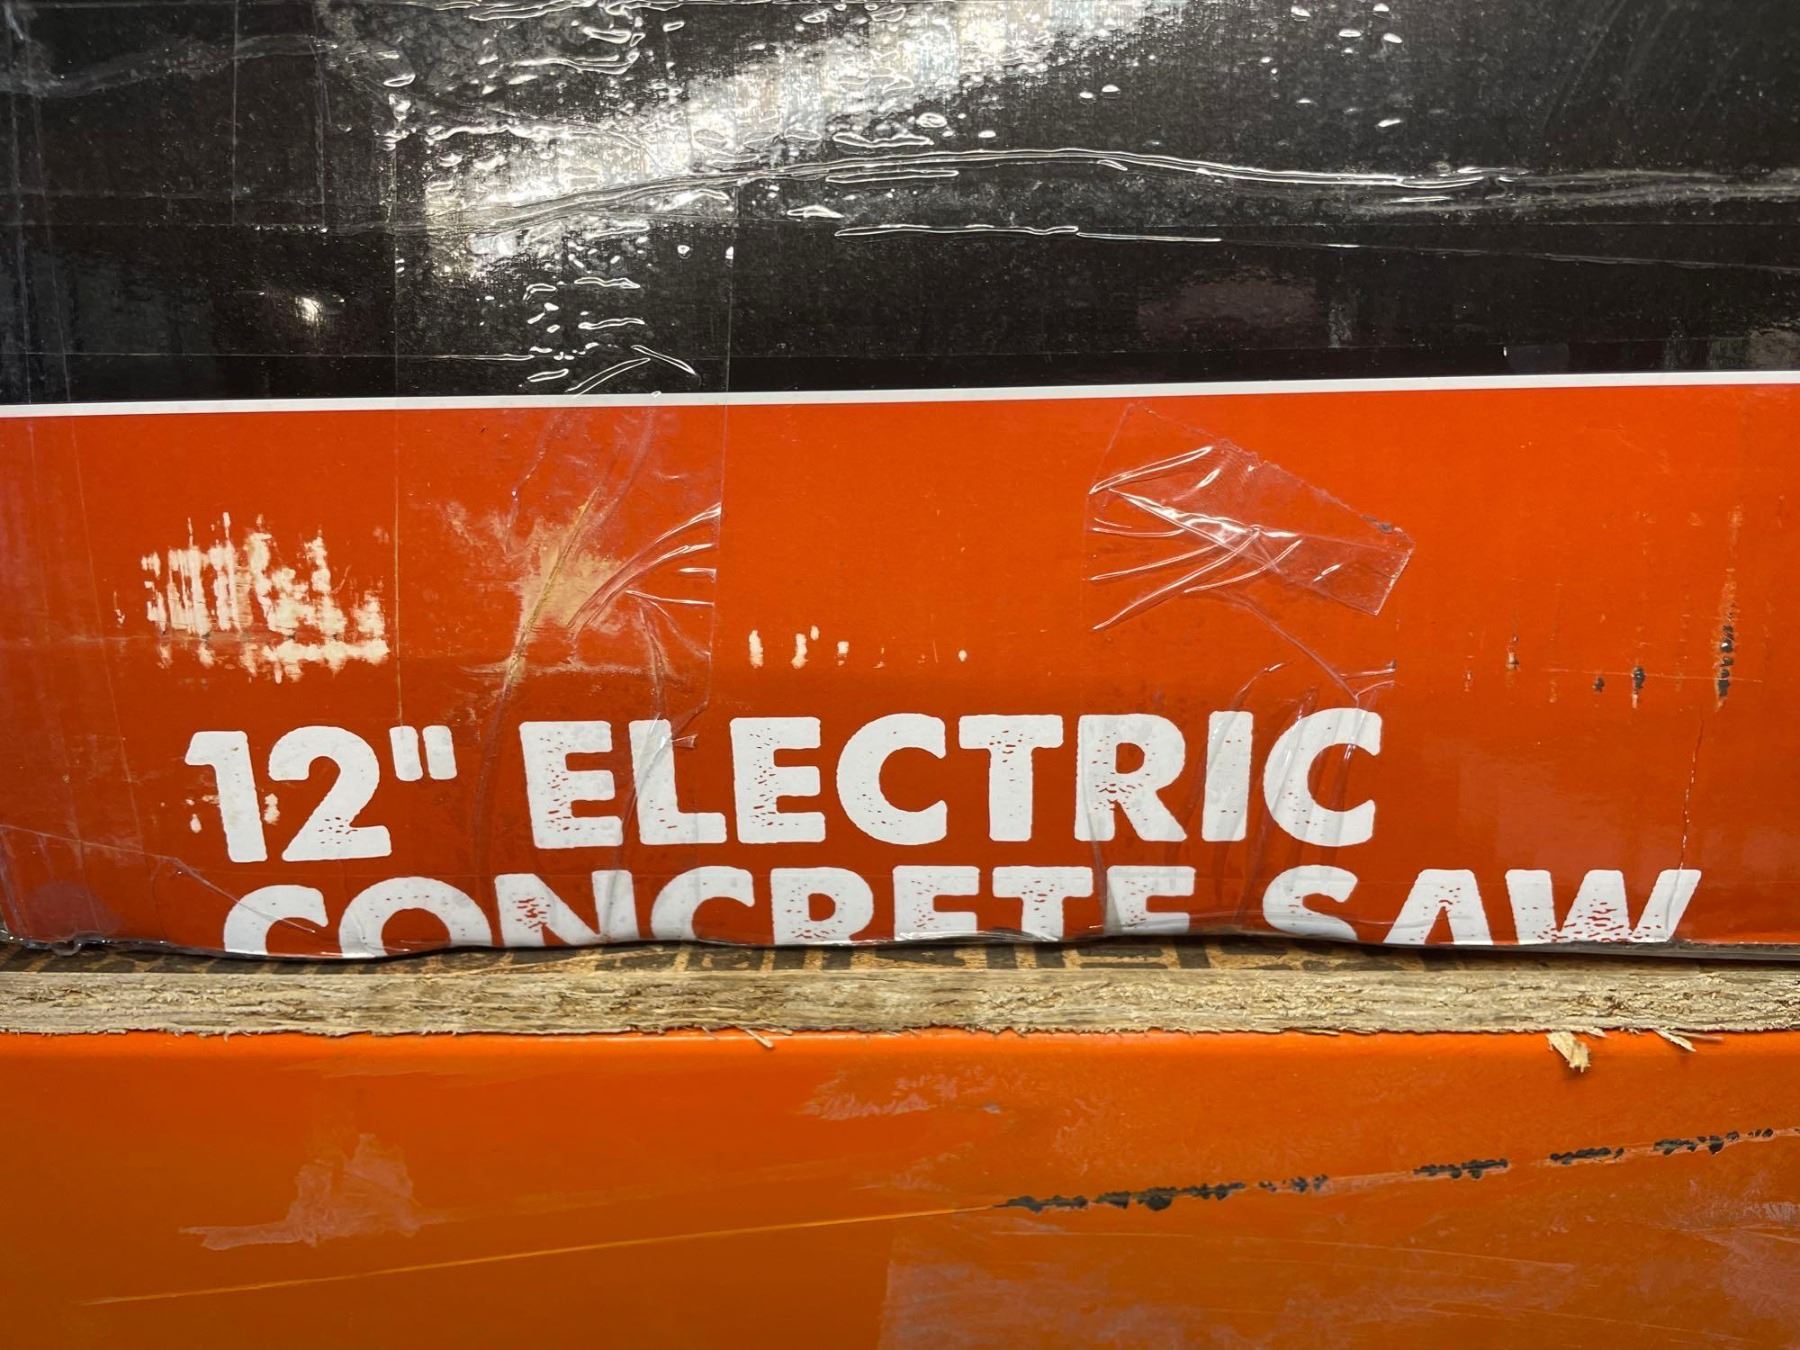 12" ELECTRIC
CONCRETE SAW